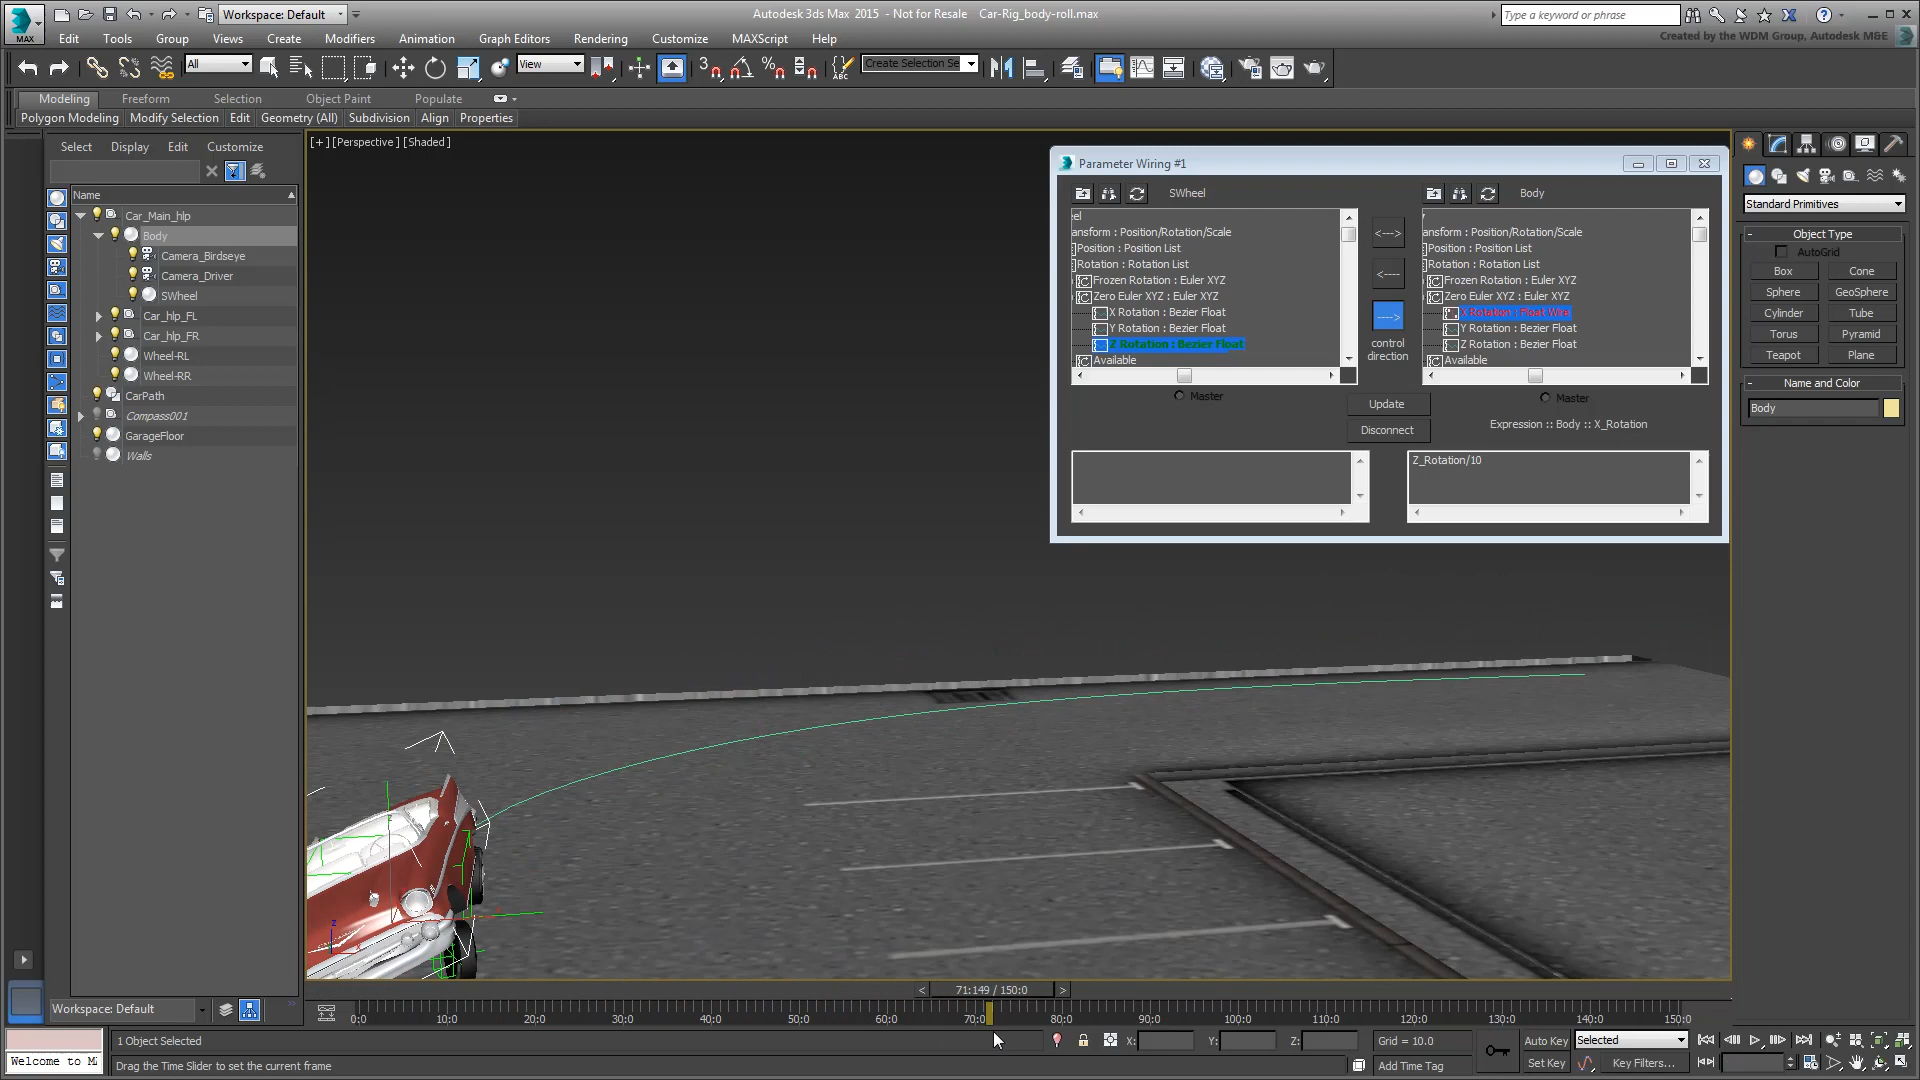 Workspace: Default
Autodesk 3ds Max 2015 - Not for Resale Car-Rig_body-roll.max
Type a keyword or phrase
MAX
Edit Tools Group Views Create Modifiers Animation Graph Editors Rendering Customize MAXScript Help
Created by the WDM Group, Autodesk M&E
All
View
3
ABC
Create Selection Se
Modeling Freeform Selection Object Paint Populate
Polygon Modeling Modify Selection Edit Geometry (All) Subdivision Align Properties
Select Display Edit Customize
[+] [Perspective] [Shaded]
Name
Car_Main_hlp
Body
Camera_Birdseye
Camera_Driver
SWheel
Car_hlp_FL
Car_hlp_FR
Wheel-RL
Wheel-RR
CarPath
Compass001
GarageFloor
Walls
Parameter Wiring #1
SWheel
Body
el
ansform : Position/Rotation/Scale
Position : Position List
Rotation : Rotation List
Frozen Rotation : Euler XYZ
Zero Euler XYZ : Euler XYZ
X Rotation : Bezier Float
Y Rotation : Bezier Float
Z Rotation : Bezier Float
Available
Master
<--->
<----
---->
control
direction
Update
Disconnect
ansform : Position/Rotation/Scale
Position : Position List
Rotation : Rotation List
Frozen Rotation : Euler XYZ
Zero Euler XYZ : Euler XYZ
X Rotation : Float Wire
Y Rotation : Bezier Float
Z Rotation : Bezier Float
Available
Master
Expression :: Body :: X_Rotation
Z_Rotation/10
Standard Primitives
Object Type
AutoGrid
Box Cone
Sphere GeoSphere
Cylinder Tube
Torus Pyramid
Teapot Plane
Name and Color
Body
z
z
x
Workspace: Default
< 71:149 / 150:0 >
0:0 10:0 20:0 30:0 40:0 50:0 60:0 70:0 80:0 90:0 100:0 110:0 120:0 130:0 140:0 150:0
1 Object Selected
X: Y: Z: Grid = 10.0
Auto Key Selected
Welcome to M
Drag the Time Slider to set the current frame
Add Time Tag
Set Key Key Filters...